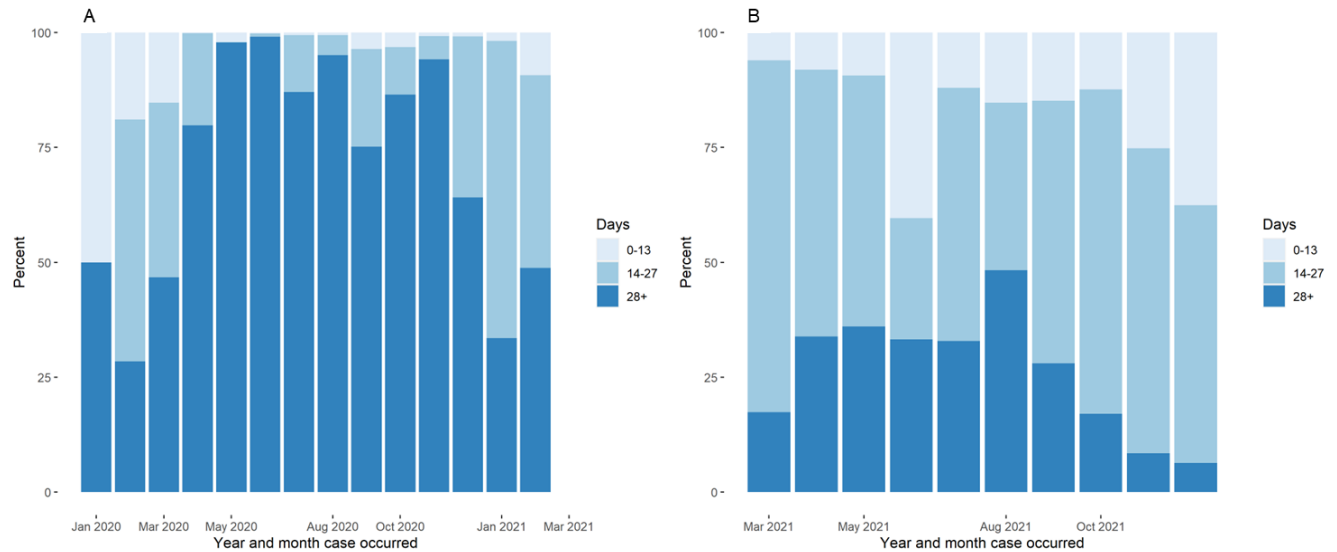 A
100
75
50
25
0
Percent
Jan 2020
Mar 2020
May 2020
Aug 2020
Oct 2020
Jan 2021
Mar 2021
Year and month case occurred
Days
0-13
14-27
28+
B
100
75
50
25
0
Percent
Mar 2021
May 2021
Aug 2021
Oct 2021
Year and month case occurred
Days
0-13
14-27
28+